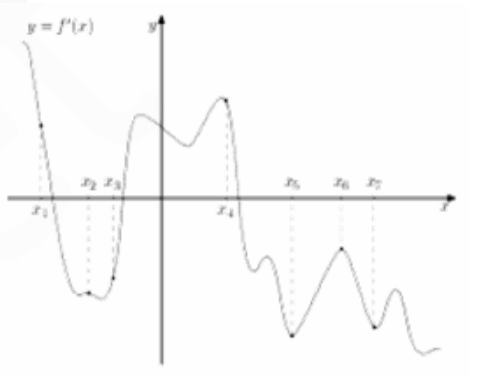 y = f'(x)
y
x₂ x₃ x₅ x₆ x₇
x₁ x₄ x